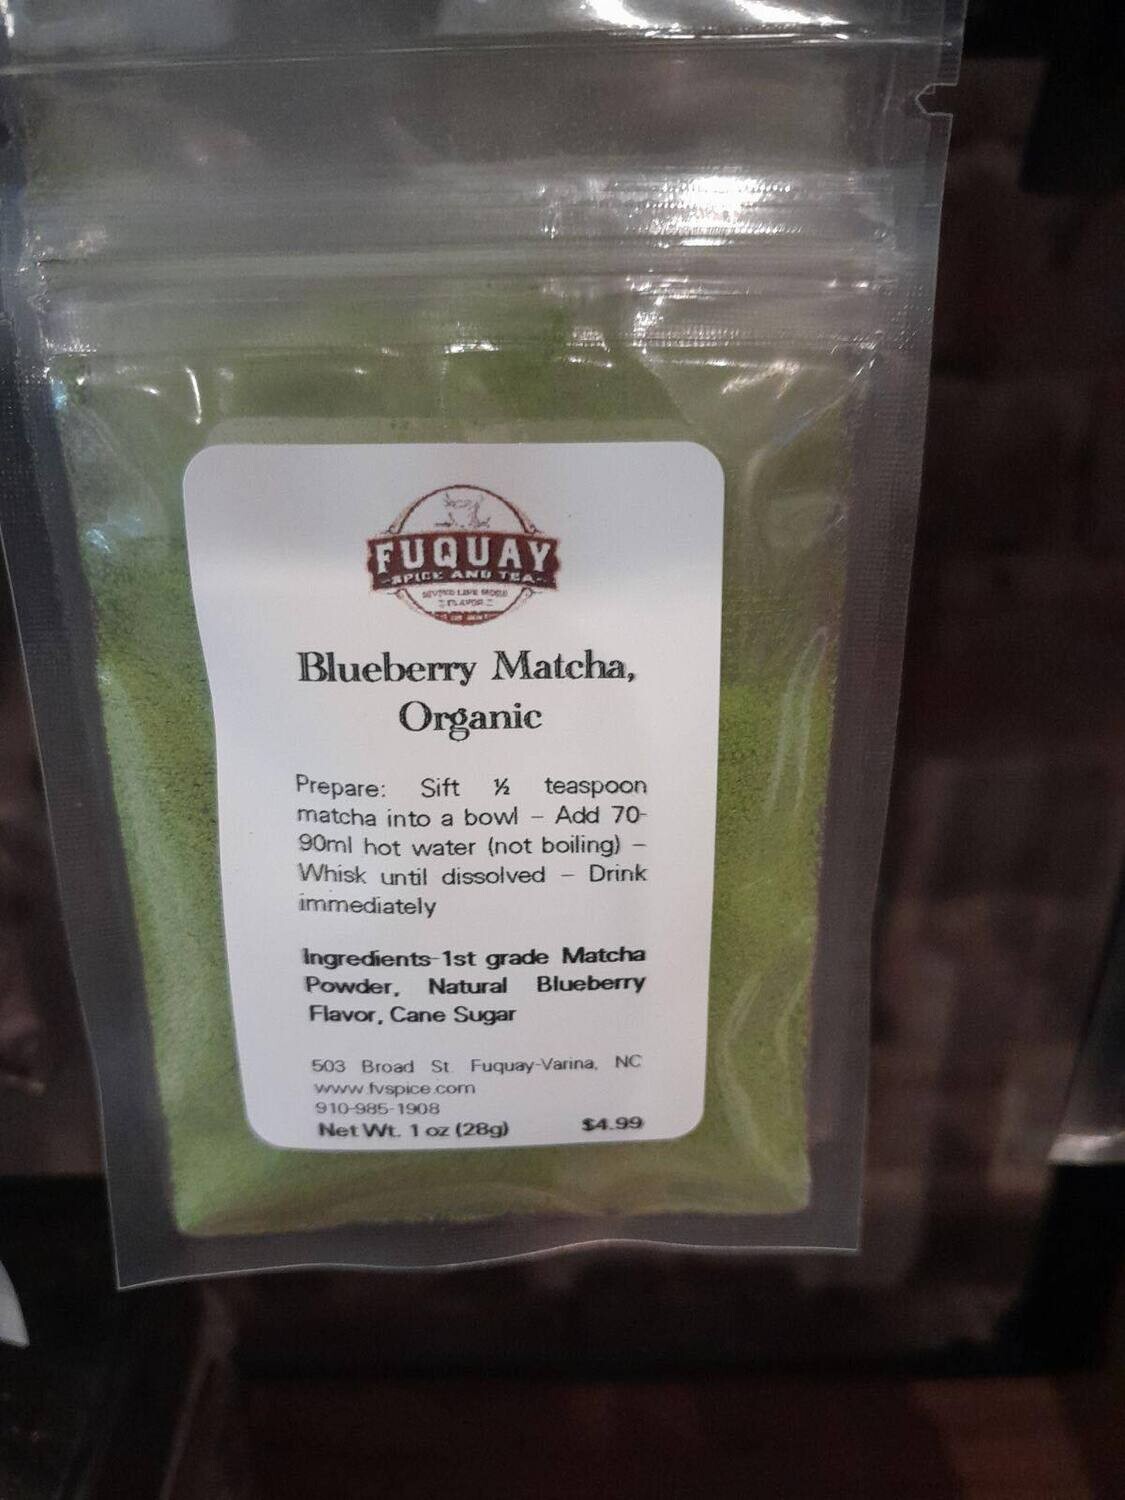 FUQUAY
SPICE AND TEA
FLAVOR
Blueberry Matcha,
Organic
Prepare: Sift ½ teaspoon
matcha into a bowl – Add 70-
90ml hot water (not boiling) –
Whisk until dissolved – Drink
immediately
Ingredients-1st grade Matcha
Powder, Natural Blueberry
Flavor, Cane Sugar
503 Broad St. Fuquay-Varina, NC
www.fvspice.com
910-985-1908
Net Wt. 1 oz (28g) $4.99